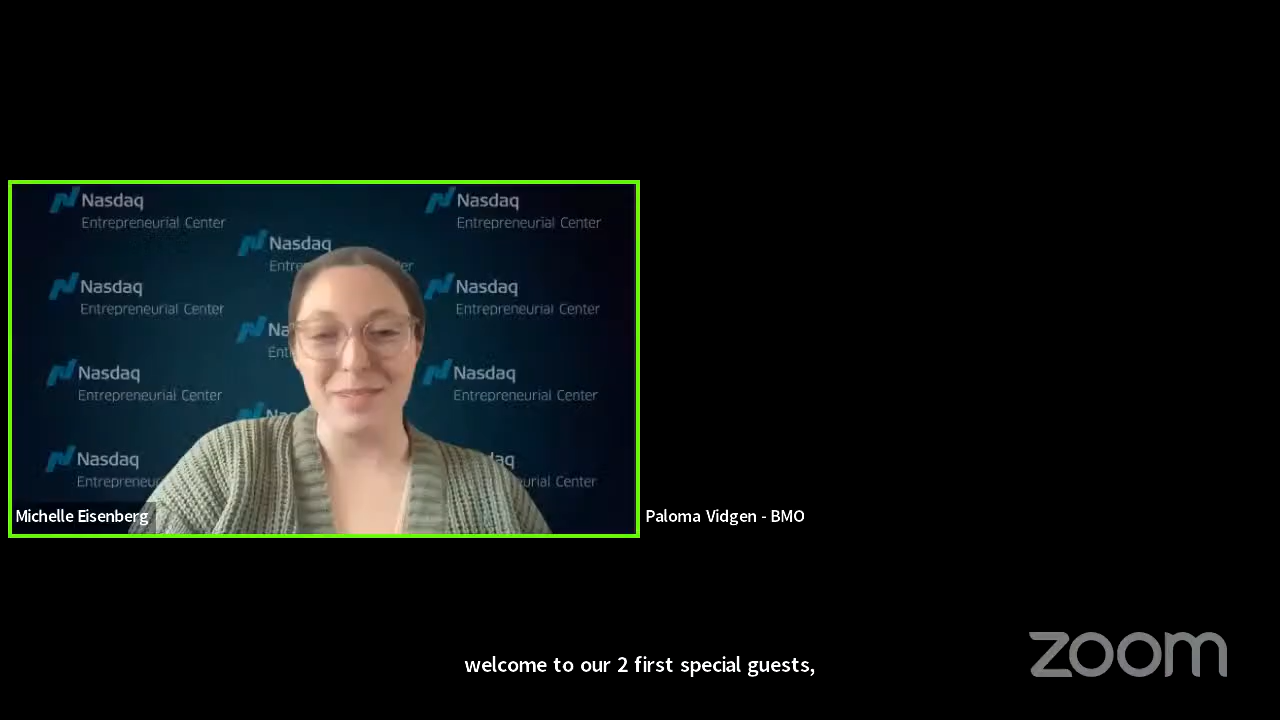 Nasdaq
Entrepreneurial Center
Nasdaq
Entrepreneurial Center
Nasdaq
Nasdaq
Entrepreneurial Center
Nasdaq
Entrepreneurial Center
Nasdaq
Entrepreneurial Center
Nasdaq
Entrepreneurial Center
Nasdaq
Michelle Eisenberg
Paloma Vidgen - BMO
welcome to our 2 first special guests,
zoom